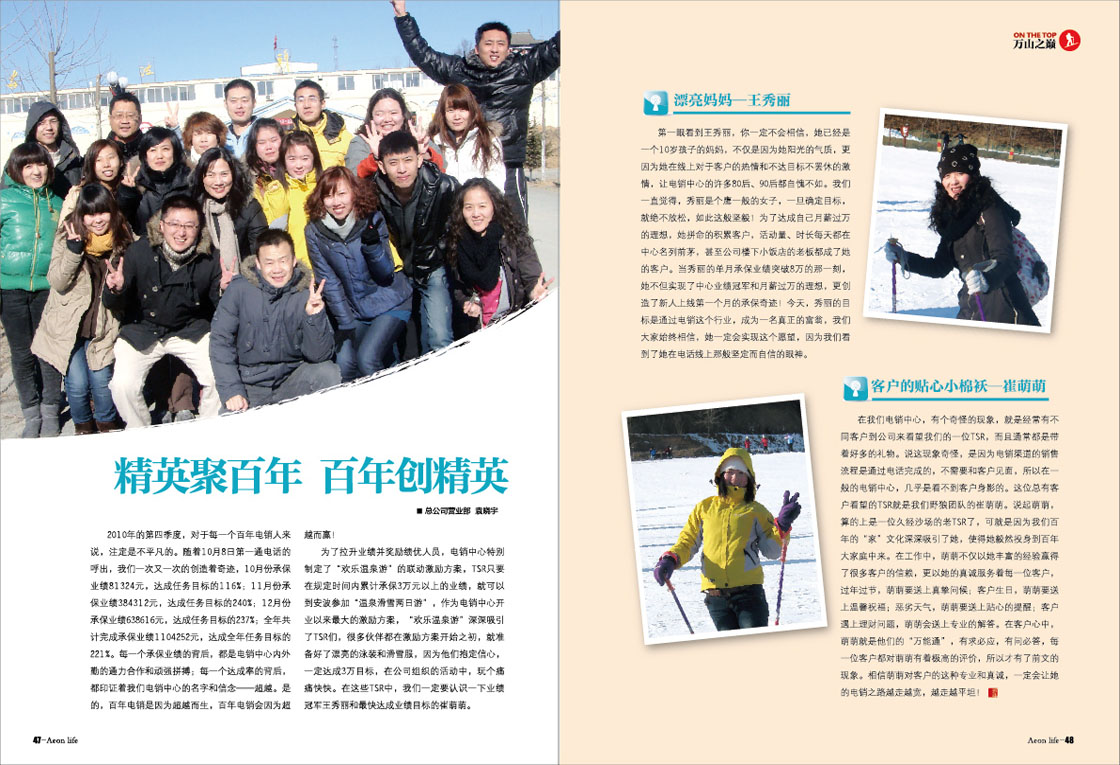 精英聚百年 百年创精英
■ 总公司营业部 袁晓宇
2010年的第四季度，对于每一个百年电销人来
说，注定是不平凡的。随着10月8日第一通电话的
呼出，我们一次又一次的创造着奇迹，10月份承保
业绩81324元，达成任务目标的116%；11月份承
保业绩384312元，达成任务目标的240%；12月份
承保业绩638616元，达成任务目标的237%；全年共
计完成承保业绩1104252元，达成全年任务目标的
221%。每一个承保业绩的背后，都是电销中心内外
勤的通力合作和顽强拼搏；每一个达成率的背后，
都印证着我们电销中心的名字和信念——超越。是
的，百年电销是因为超越而生，百年电销会因为超
越而赢！
为了拉开业绩并奖励绩优人员，电销中心特别
制定了“欢乐温泉游”的联动激励方案，TSR只要
在规定时间内累计承保3万元以上的业绩，就可以
到安波参加“温泉滑雪两日游”，作为电销中心开
业以来最大的激励方案，“欢乐温泉游”深深吸引
了TSR们，很多伙伴都在激励方案开始之初，就准
备好了漂亮的泳装和滑雪服，因为他们抱定信心，
一定达成3万目标，在公司组织的活动中，玩个痛
痛快快。在这些TSR中，我们一定要认识一下业绩
冠军王秀丽和最快达成业绩目标的崔萌萌。
47-Aeon life
ON THE TOP
万山之巅
漂亮妈妈—王秀丽
第一眼看到王秀丽，你一定不会相信，她已经是
一个10岁孩子的妈妈，不仅是因为她阳光的气质，更
因为她在线上对于客户的热情和不达目标不罢休的激
情，让电销中心的许多80后、90后都自愧不如。我们
一直觉得，秀丽是个鹰一般的女子，一旦确定目标，
就绝不放松，如此这般坚毅！为了达成自己月薪过万
的理想，她拼命的积累客户，活动量、时长每天都在
中心名列前茅，甚至公司楼下小饭店的老板都成了她
的客户。当秀丽的单月承保业绩突破8万的那一刻，
她不但实现了中心业绩冠军和月薪过万的理想，更创
造了新人上线第一个月的承保奇迹！今天，秀丽的目
标是通过电销这个行业，成为一名真正的富翁，我们
大家始终相信，她一定会实现这个愿望，因为我们看
到了她在电话线上那般坚定而自信的眼神。
客户的贴心小棉袄—崔萌萌
在我们电销中心，有个奇怪的现象，就是经常有不
同客户到公司来看望我们的一位TSR，而且通常都是带
着好多的礼物。说这现象奇怪，是因为电销渠道的销售
流程是通过电话完成的，不需要和客户见面，所以在一
般的电销中心，几乎是看不到客户身影的。这位总有客
户看望的TSR就是我们野狼团队的崔萌萌。说起萌萌，
算的上是一位久经沙场的老TSR了，可就是因为我们百
年的“家”文化深深吸引了她，使得她毅然投身到百年
大家庭中来。在工作中，萌萌不仅以她丰富的经验赢得
了很多客户的信赖，更以她的真诚服务着每一位客户，
过年过节，萌萌要送上真挚问候；客户生日，萌萌要送
上温馨祝福；恶劣天气，萌萌要送上贴心的提醒；客户
遇上理财问题，萌萌会送上专业的解答。在客户心中，
萌萌就是他们的“万能通”，有求必应，有问必答，每
一位客户都对萌萌有着极高的评价，所以才有了前文的
现象。相信萌萌对客户的这种专业和真诚，一定会让她
的电销之路越走越宽，越走越平坦！
Aeon life-48